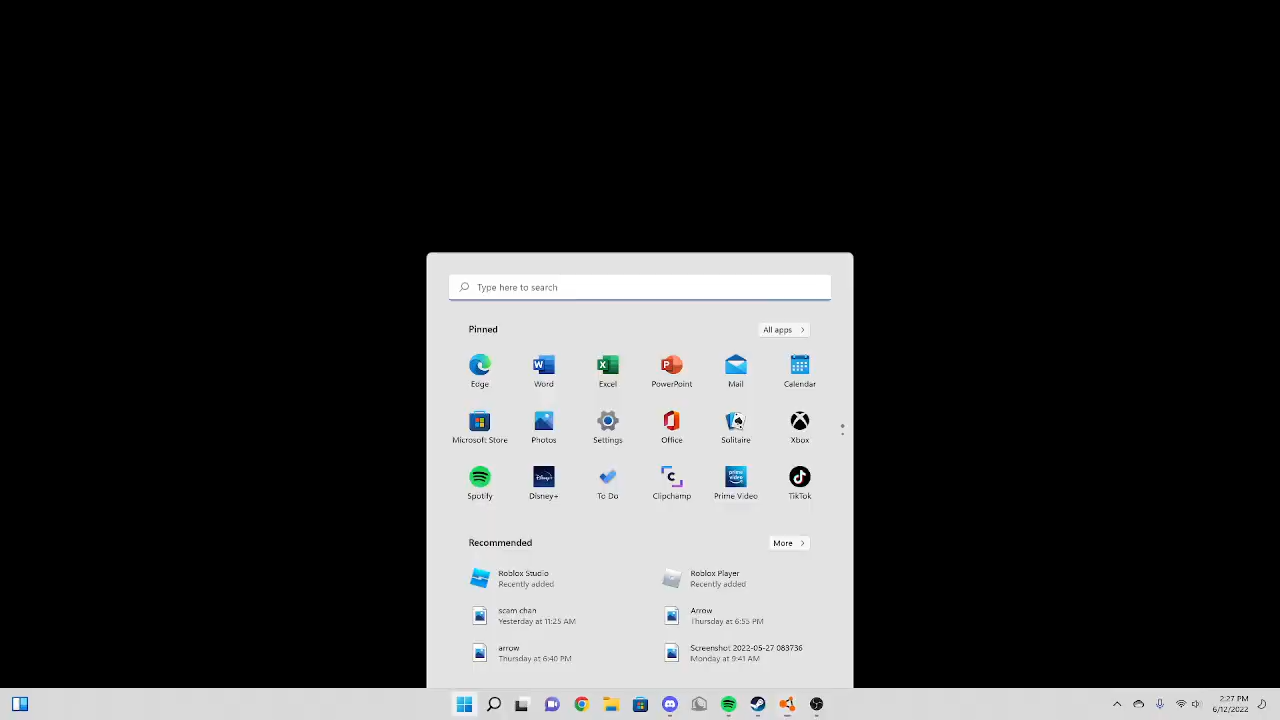 Type here to search
Pinned
All apps
Edge
Word
Excel
PowerPoint
Mail
Calendar
Microsoft Store
Photos
Settings
Office
Solitaire
Xbox
Spotify
Disney+
To Do
Clipchamp
Prime Video
TikTok
Recommended
More
Roblox Studio
Recently added
Roblox Player
Recently added
scam chan
Yesterday at 11:25 AM
Arrow
Thursday at 6:55 PM
arrow
Thursday at 6:40 PM
Screenshot 2022-05-27 083736
Monday at 9:41 AM
2:27 PM
6/12/2022